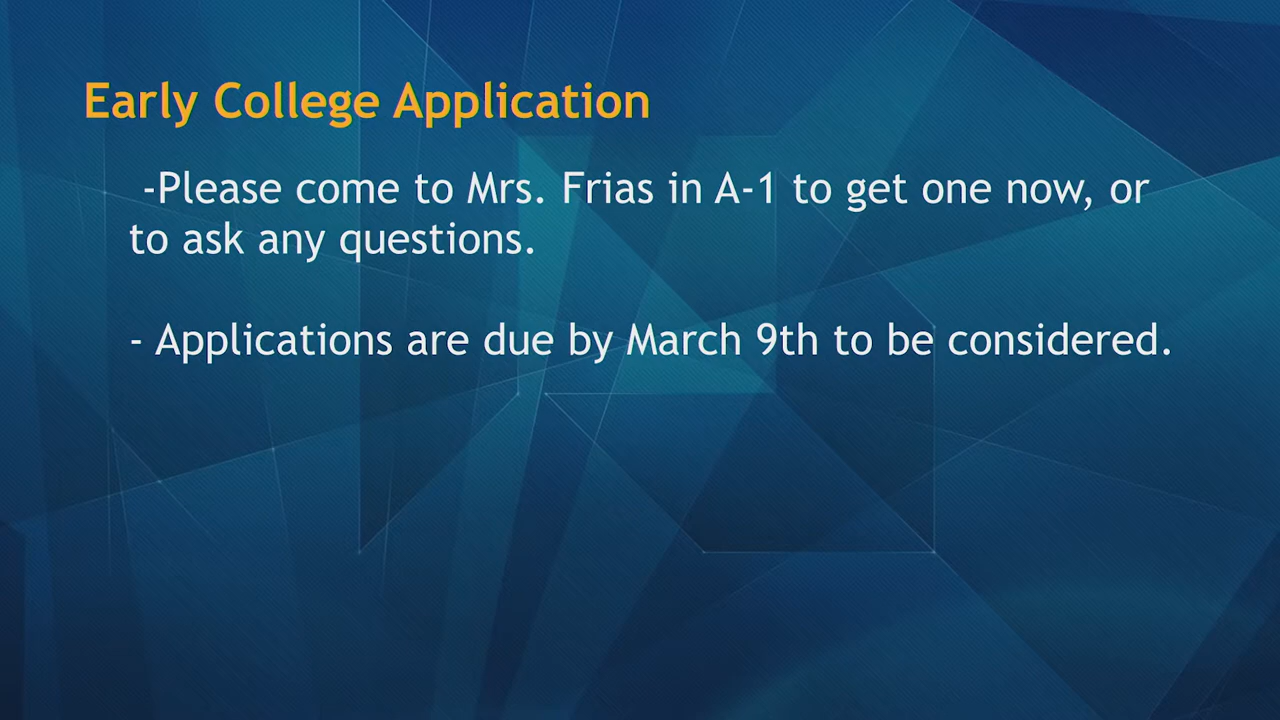 Early College Application
-Please come to Mrs. Frias in A-1 to get one now, or
to ask any questions.
- Applications are due by March 9th to be considered.